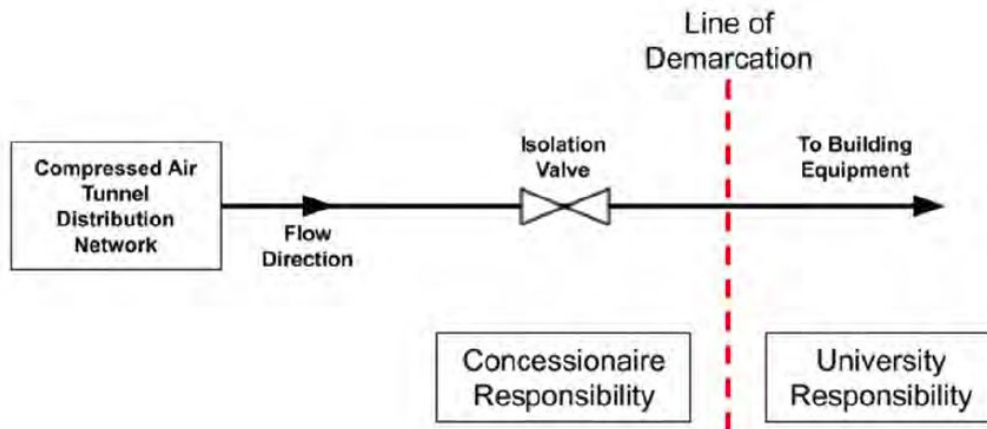 Line of
Demarcation
Isolation
Valve
To Building
Equipment
Compressed Air
Tunnel
Distribution
Network
Flow
Direction
Concessionaire
Responsibility
University
Responsibility